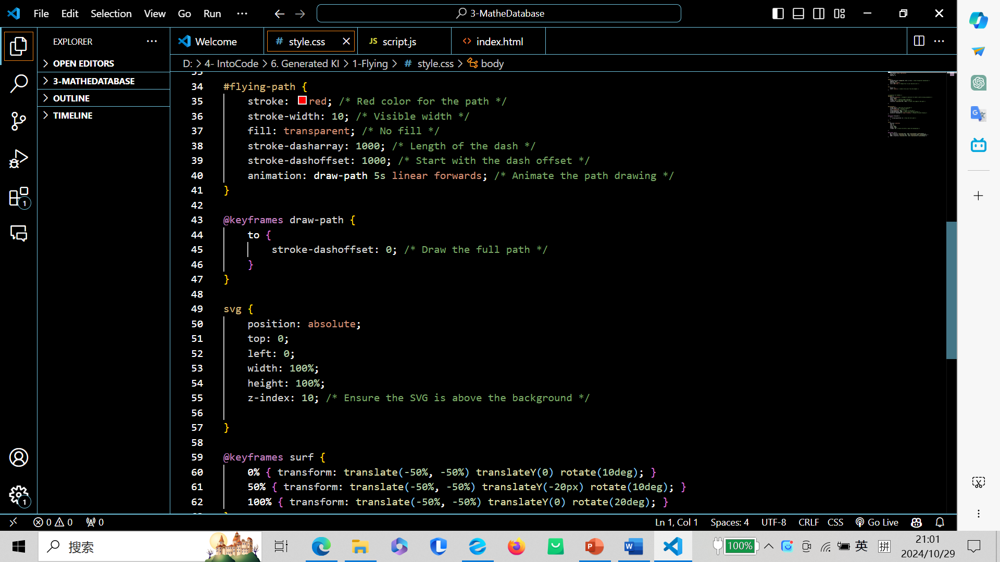 File Edit Selection View Go Run ··· 3-MatheDatabase
EXPLORER ···
OPEN EDITORS
3-MATHEDATABASE
OUTLINE
TIMELINE
Welcome # style.css JS script.js <> index.html
D: > 4- IntoCode > 6. Generated KI > 1-Flying > # style.css > body
33
34 #flying-path {
35 stroke: red; /* Red color for the path */
36 stroke-width: 10; /* Visible width */
37 fill: transparent; /* No fill */
38 stroke-dasharray: 1000; /* Length of the dash */
39 stroke-dashoffset: 1000; /* Start with the dash offset */
40 animation: draw-path 5s linear forwards; /* Animate the path drawing */
41 }
42
43 @keyframes draw-path {
44 to {
45 stroke-dashoffset: 0; /* Draw the full path */
46 }
47 }
48
49 svg {
50 position: absolute;
51 top: 0;
52 left: 0;
53 width: 100%;
54 height: 100%;
55 z-index: 10; /* Ensure the SVG is above the background */
56
57 }
58
59 @keyframes surf {
60 0% { transform: translate(-50%, -50%) translateY(0) rotate(10deg); }
61 50% { transform: translate(-50%, -50%) translateY(-20px) rotate(10deg); }
62 100% { transform: translate(-50%, -50%) translateY(0) rotate(20deg); }
1
1
0 0 0 Ln 1, Col 1 Spaces: 4 UTF-8 CRLF CSS Go Live
搜索 100% 英 拼 21:01
2024/10/29